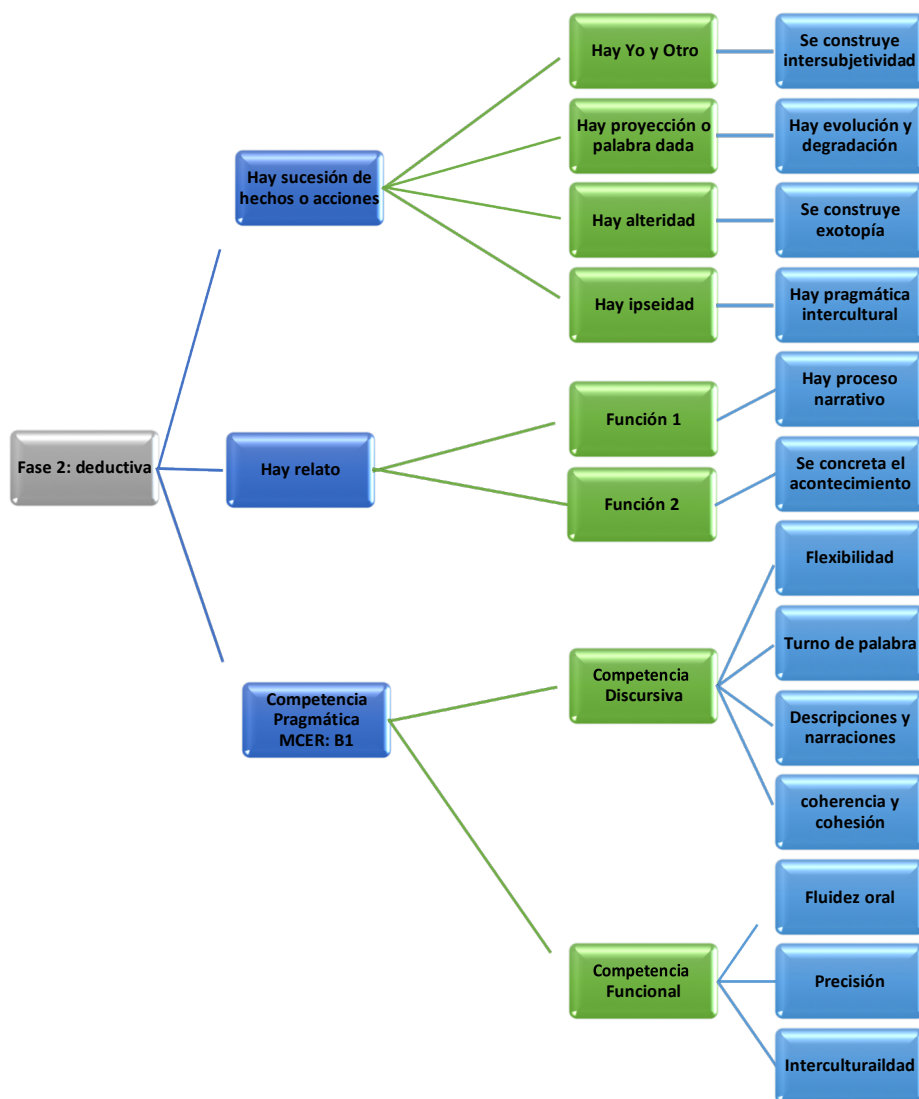 Fase 2: deductiva
Hay sucesión de
hechos o acciones
Hay Yo y Otro
Se construye
intersubjetividad
Hay proyección o
palabra dada
Hay evolución y
degradación
Hay alteridad
Se construye
exotopía
Hay ipseidad
Hay pragmática
intercultural
Hay relato
Función 1
Hay proceso
narrativo
Función 2
Se concreta el
acontecimiento
Competencia
Pragmática
MCER: B1
Competencia
Discursiva
Flexibilidad
Turno de palabra
Descripciones y
narraciones
coherencia y
cohesión
Competencia
Funcional
Fluidez oral
Precisión
Interculturaildad